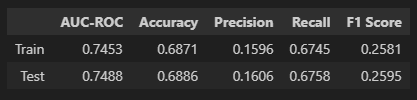 AUC-ROC Accuracy Precision Recall F1 Score
Train 0.7453 0.6871 0.1596 0.6745 0.2581
Test 0.7488 0.6886 0.1606 0.6758 0.2595